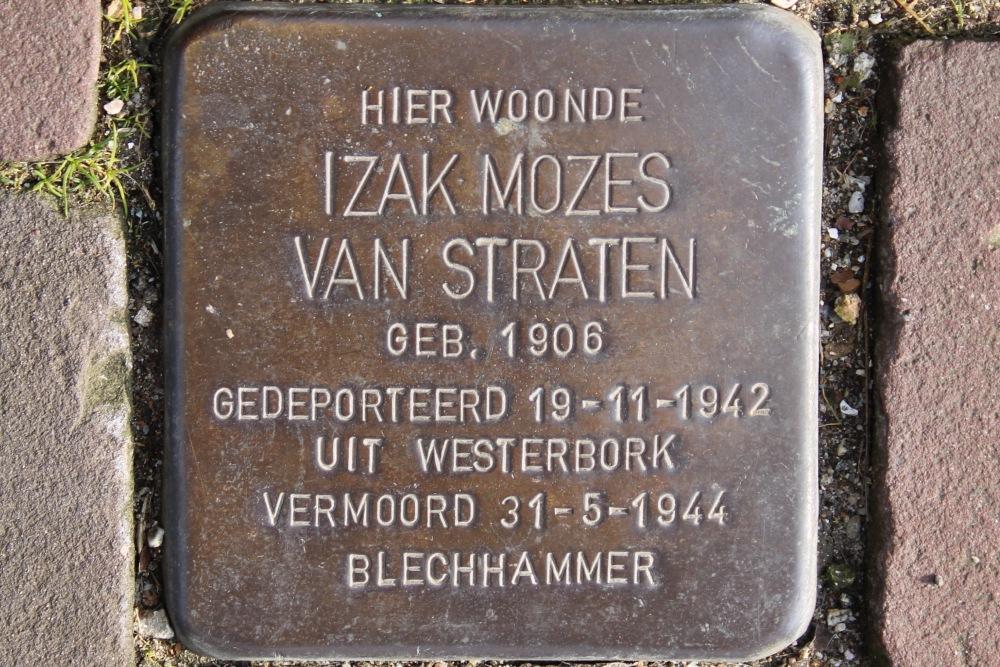 HIER WOONDE
IZAK MOZES
VAN STRATEN
GEB. 1906
GEDEPORTEERD 19-11-1942
UIT WESTERBORK
VERMOORD 31-5-1944
BLECHHAMMER